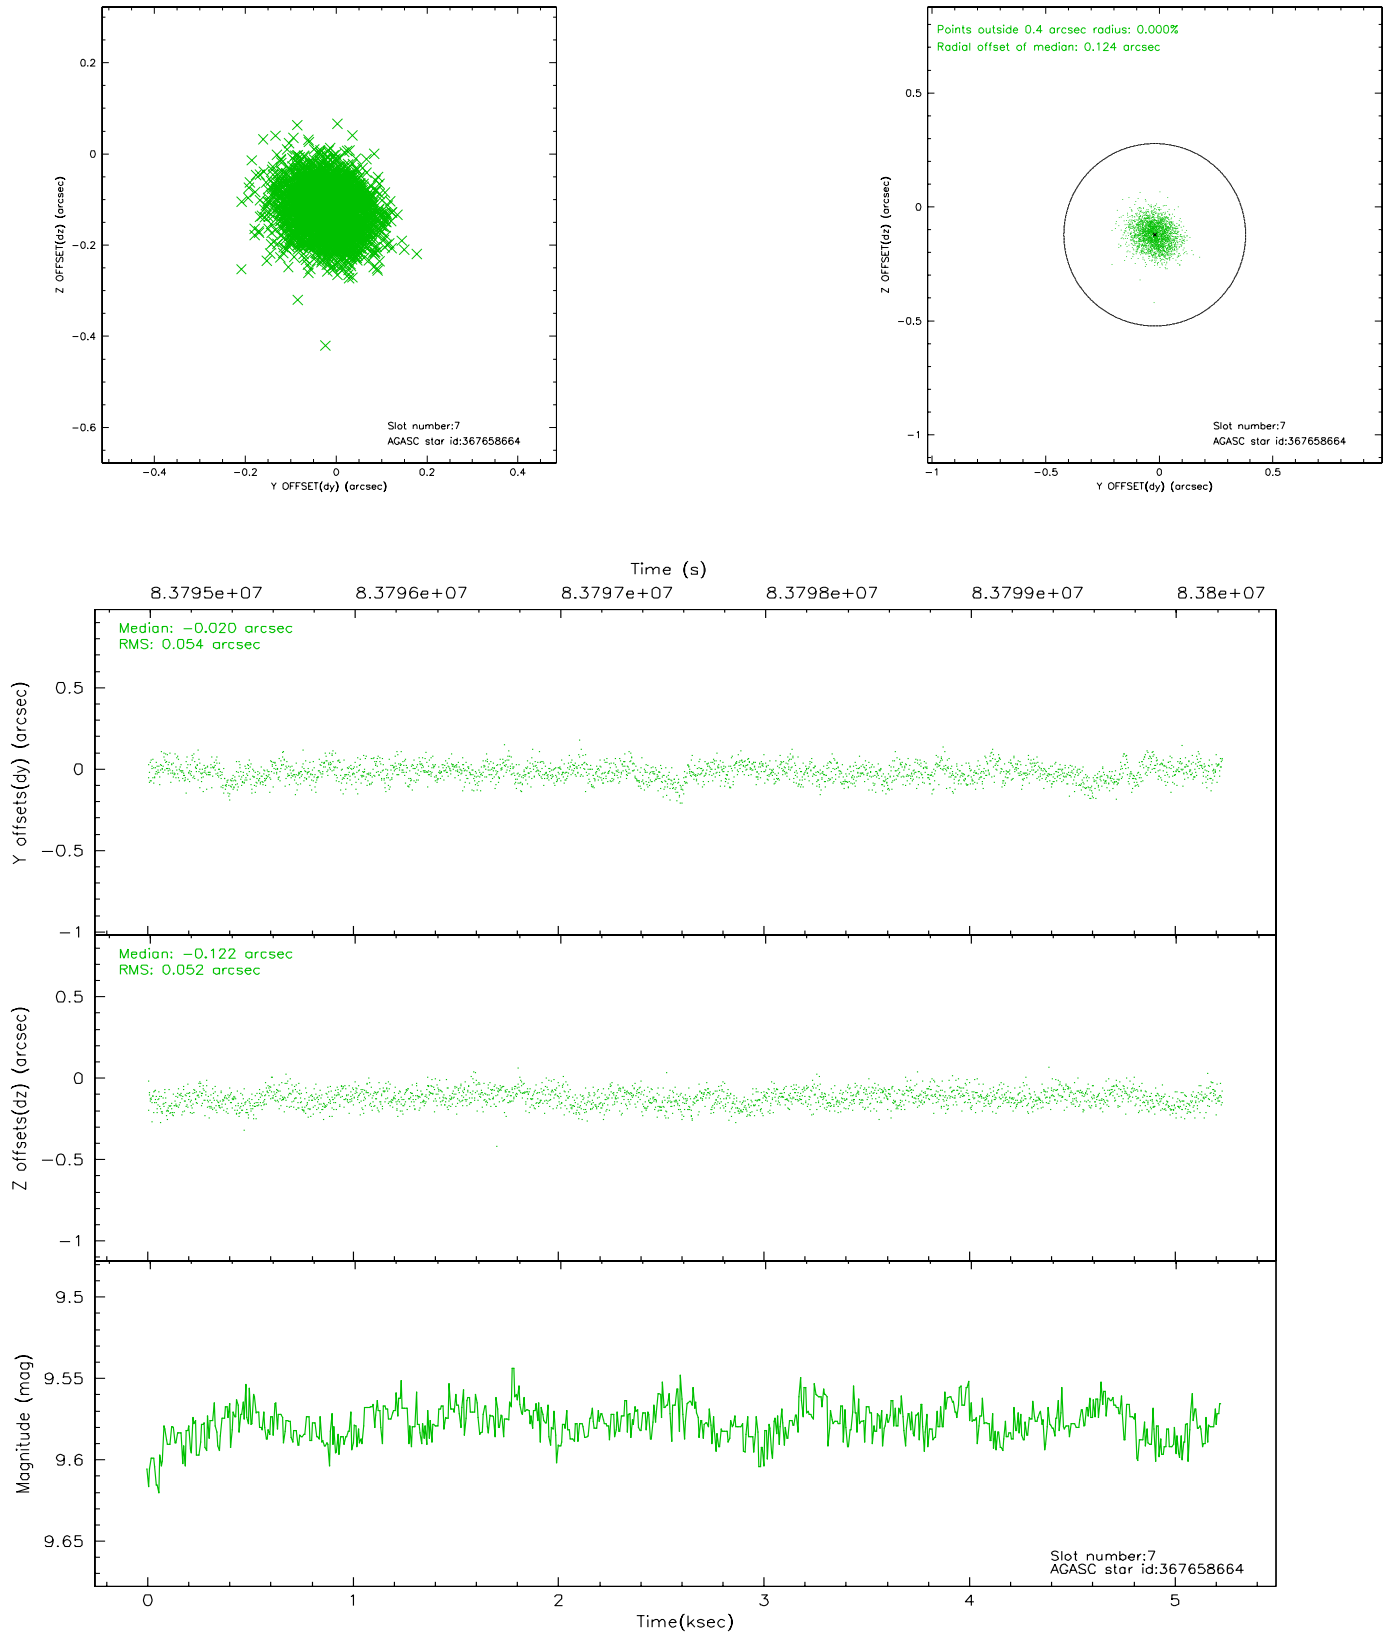 0.2
0
−0.2
−0.4
−0.6
Z OFFSET(dz) (arcsec)
Slot number:7
AGASC star id:367658664
−0.4
−0.2
0
0.2
0.4
Y OFFSET(dy) (arcsec)
Points outside 0.4 arcsec radius: 0.000%
Radial offset of median: 0.124 arcsec
0.5
0
−0.5
−1
Z OFFSET(dz) (arcsec)
Slot number:7
AGASC star id:367658664
−1
−0.5
0
0.5
Y OFFSET(dy) (arcsec)
Time (s)
8.3795e+07
8.3796e+07
8.3797e+07
8.3798e+07
8.3799e+07
8.38e+07
Median: −0.020 arcsec
RMS: 0.054 arcsec
0.5
0
−0.5
−1
Y offsets(dy) (arcsec)
Median: −0.122 arcsec
RMS: 0.052 arcsec
0.5
0
−0.5
−1
Z offsets(dz) (arcsec)
9.5
9.55
9.6
9.65
Magnitude (mag)
Slot number:7
AGASC star id:367658664
0
1
2
3
4
5
Time(ksec)